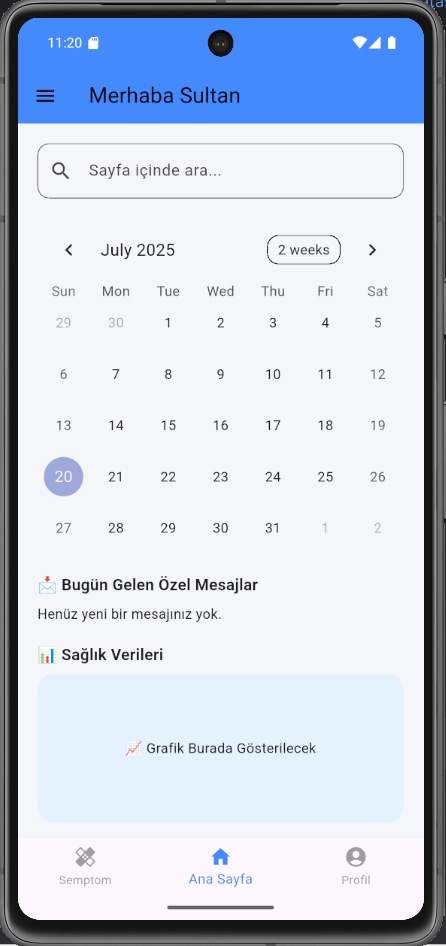 11:20
Merhaba Sultan
Sayfa içinde ara...
July 2025
2 weeks
Sun Mon Tue Wed Thu Fri Sat
29 30 1 2 3 4 5
6 7 8 9 10 11 12
13 14 15 16 17 18 19
20 21 22 23 24 25 26
27 28 29 30 31 1 2
📩 Bugün Gelen Özel Mesajlar
Henüz yeni bir mesajınız yok.
📊 Sağlık Verileri
📈 Grafik Burada Gösterilecek
Semptom Ana Sayfa Profil